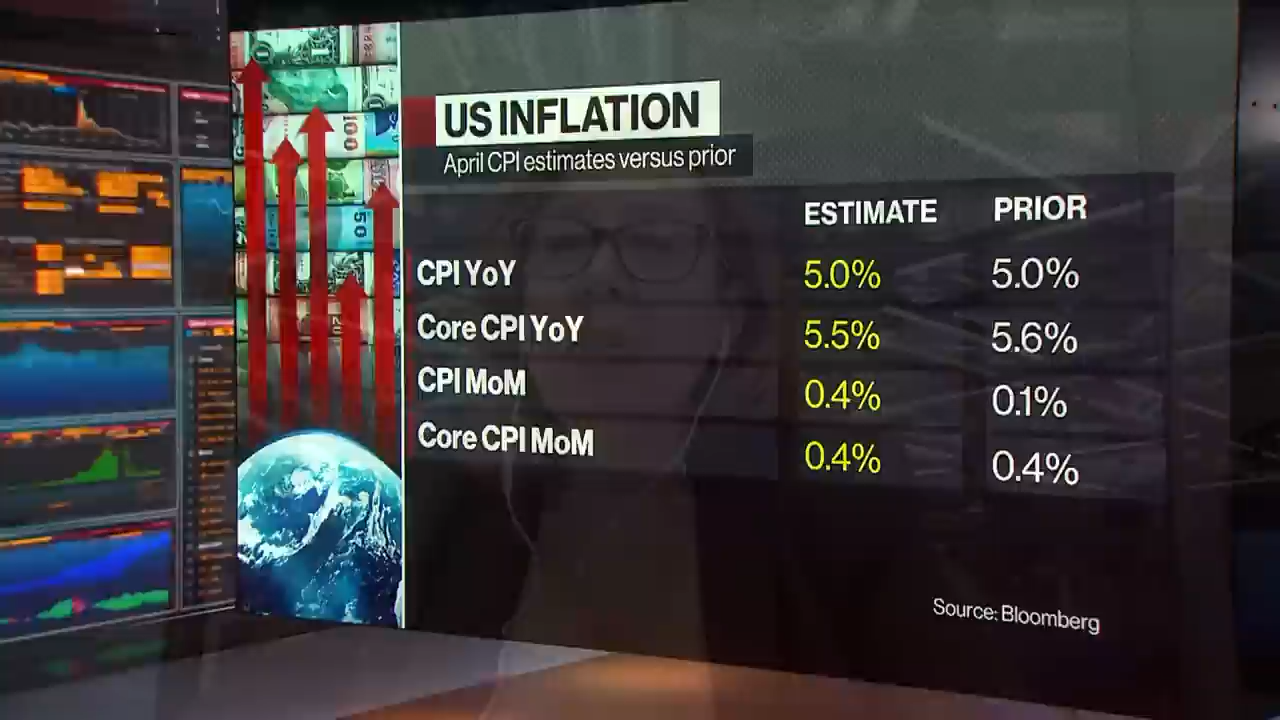 US INFLATION
April CPI estimates versus prior
ESTIMATE PRIOR
CPI YoY 5.0% 5.0%
Core CPI YoY 5.5% 5.6%
CPI MoM 0.4% 0.1%
Core CPI MoM 0.4% 0.4%
Source: Bloomberg